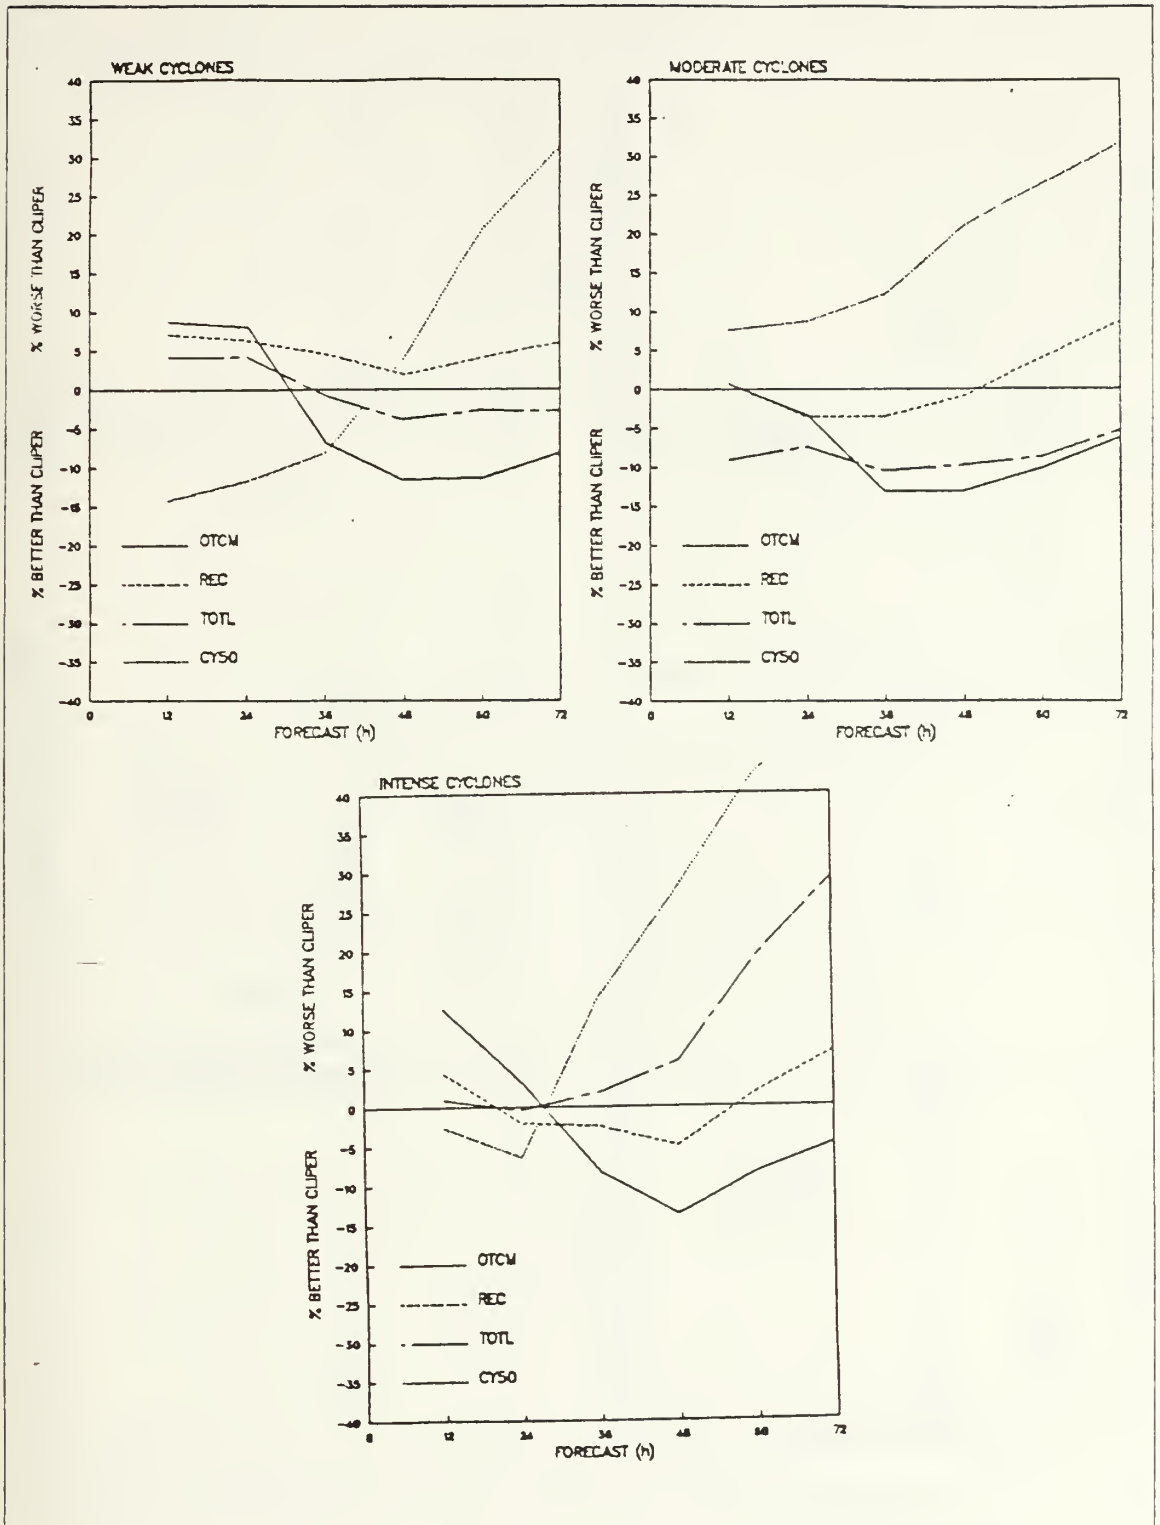 WEAK CYCLONES
% WORSE THAN CLIPER
% BETTER THAN CLIPER
40
35
30
25
20
15
10
5
0
-5
-10
-15
-20
-25
-30
-35
-40
OTCM
REC
TOTL
CY50
0 12 24 36 48 60 72
FORECAST (h)
MODERATE CYCLONES
% WORSE THAN CLIPER
% BETTER THAN CLIPER
40
35
30
25
20
15
10
5
0
-5
-10
-15
-20
-25
-30
-35
-40
OTCM
REC
TOTL
CY50
0 12 24 36 48 60 72
FORECAST (h)
INTENSE CYCLONES
% WORSE THAN CLIPER
% BETTER THAN CLIPER
40
35
30
25
20
15
10
5
0
-5
-10
-15
-20
-25
-30
-35
-40
OTCM
REC
TOTL
CY50
0 12 24 36 48 60 72
FORECAST (h)